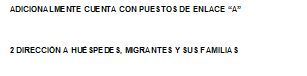 ADICIONALMENTE CUENTA CON PUESTOS DE ENLACE “A”
2 DIRECCIÓN A HUÉSPEDES, MIGRANTES Y SUS FAMILIAS